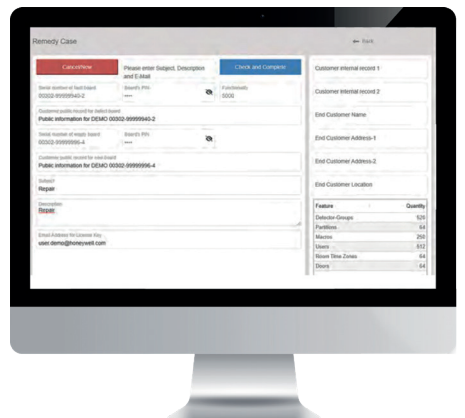 Remedy Case
Back
Cancel/New
Please enter Subject, Description
and E-Mail
Check and Complete
Serial number of fault board
00302-99999940-2
Board's PIN
----
Functionality
5000
Customer public record for defect board
Public information for DEMO 00302-99999940-2
Serial number of empty board
00302-99999996-4
Board's PIN
----
Customer public record for new board
Public information for DEMO 00302-99999996-4
Subject
Repair
Description
Repair
Email Address for License Key
user.demo@honeywell.com
Customer internal record 1
Customer internal record 2
End Customer Name
End Customer Address-1
End Customer Address-2
End Customer Location
Feature Quantity
Detector-Groups 528
Partitions 64
Macros 256
Users 512
Room Time Zones 64
Doors 64